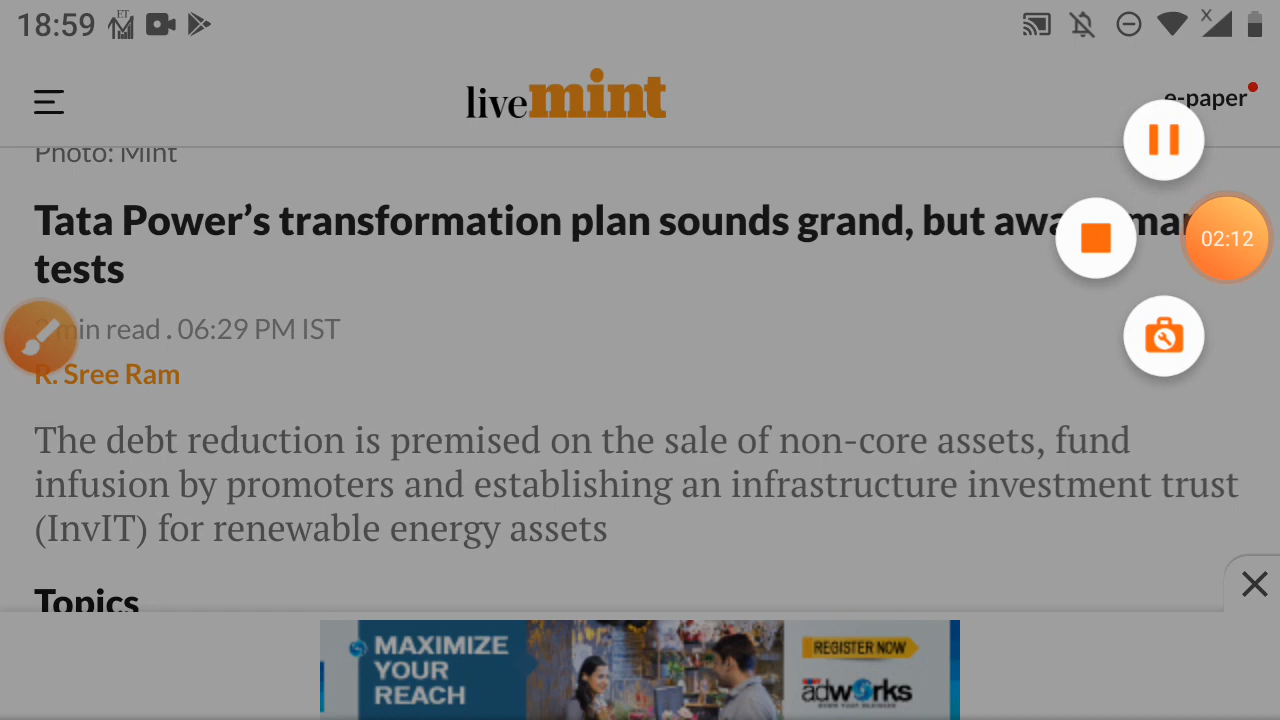 18:59 ET M X
livemint
e-paper
Photo: Mint
Tata Power's transformation plan sounds grand, but
tests
02:12
min read . 06:29 PM IST
R. Sree Ram
The debt reduction is premised on the sale of non-core assets, fund
infusion by promoters and establishing an infrastructure investment trust
(InvIT) for renewable energy assets
Topics
MAXIMIZE
YOUR
REACH
REGISTER NOW
adworks